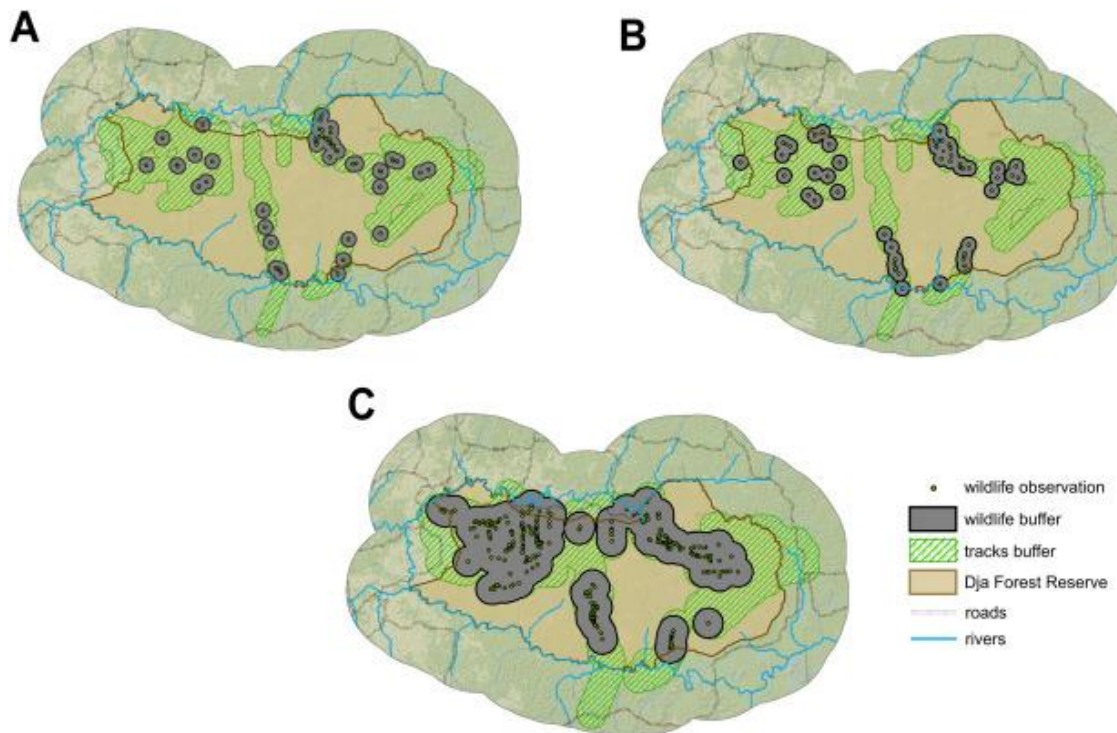 A
B
C
wildlife observation
wildlife buffer
tracks buffer
Dja Forest Reserve
roads
rivers